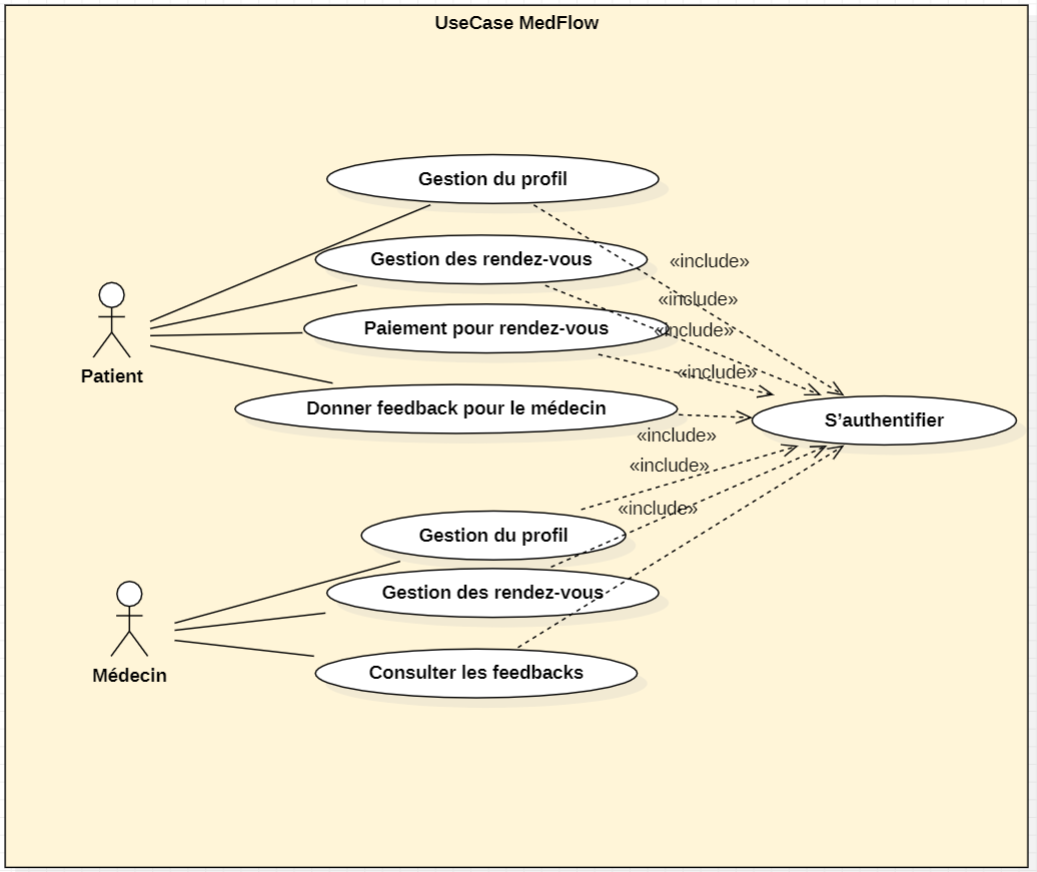 UseCase MedFlow
Gestion du profil
Gestion des rendez-vous
«include»
«include»
Paiement pour rendez-vous
«include»
Patient
«include»
Donner feedback pour le médecin
S’authentifier
«include»
«include»
«include»
Gestion du profil
Gestion des rendez-vous
Médecin
Consulter les feedbacks